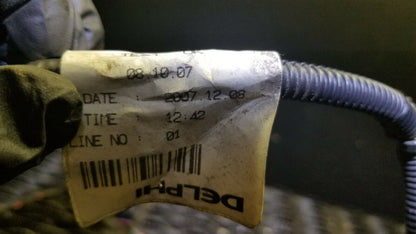 08.10.07
DATE : 2007.12.08
TIME : 12:42
LINE NO : 01
DELPHI